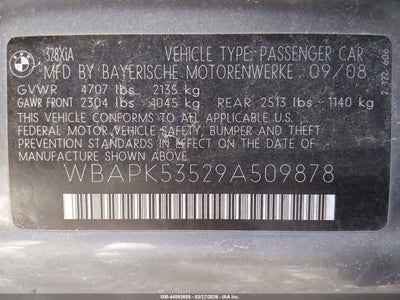 BMW
328XiA
VEHICLE TYPE: PASSENGER CAR
MFD BY BAYERISCHE MOTORENWERKE 09/08
GVWR 4707 lbs 2135 kg
GAWR FRONT 2304 lbs 1045 kg REAR 2513 lbs 1140 kg
THIS VEHICLE CONFORMS TO ALL APPLICABLE U.S.
FEDERAL MOTOR VEHICLE SAFETY, BUMPER AND THEFT
PREVENTION STANDARDS IN EFFECT ON THE DATE OF
MANUFACTURE SHOWN ABOVE
WBAPK53529A509878